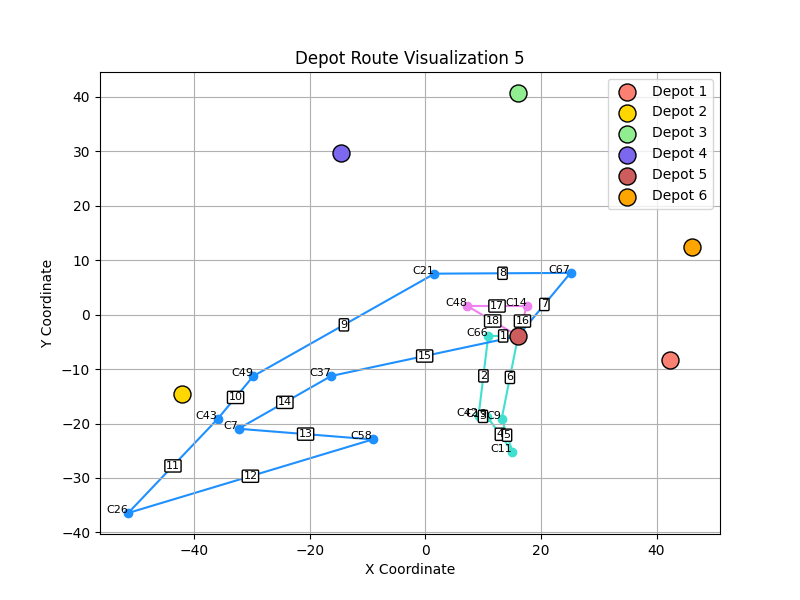 Depot Route Visualization 5
Depot 1
Depot 2
Depot 3
Depot 4
Depot 5
Depot 6
Y Coordinate
40
30
20
10
0
−10
−20
−30
−40
C21
8
C67
C48
17
C14
7
9
18
16
C66
1
15
C49
C37
2
6
10
14
C43
C7
C9
3
13
C58
4
5
11
12
C11
C26
−40
−20
0
20
40
X Coordinate